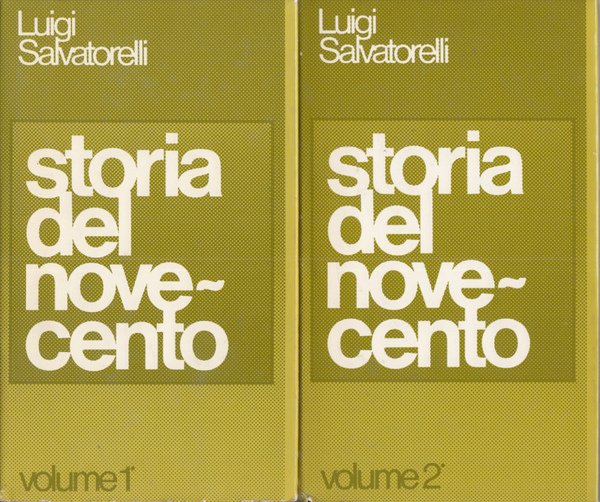 Luigi
Salvatorelli
storia
del
nove~
cento
volume 1°
Luigi
Salvatorelli
storia
del
nove~
cento
volume 2°